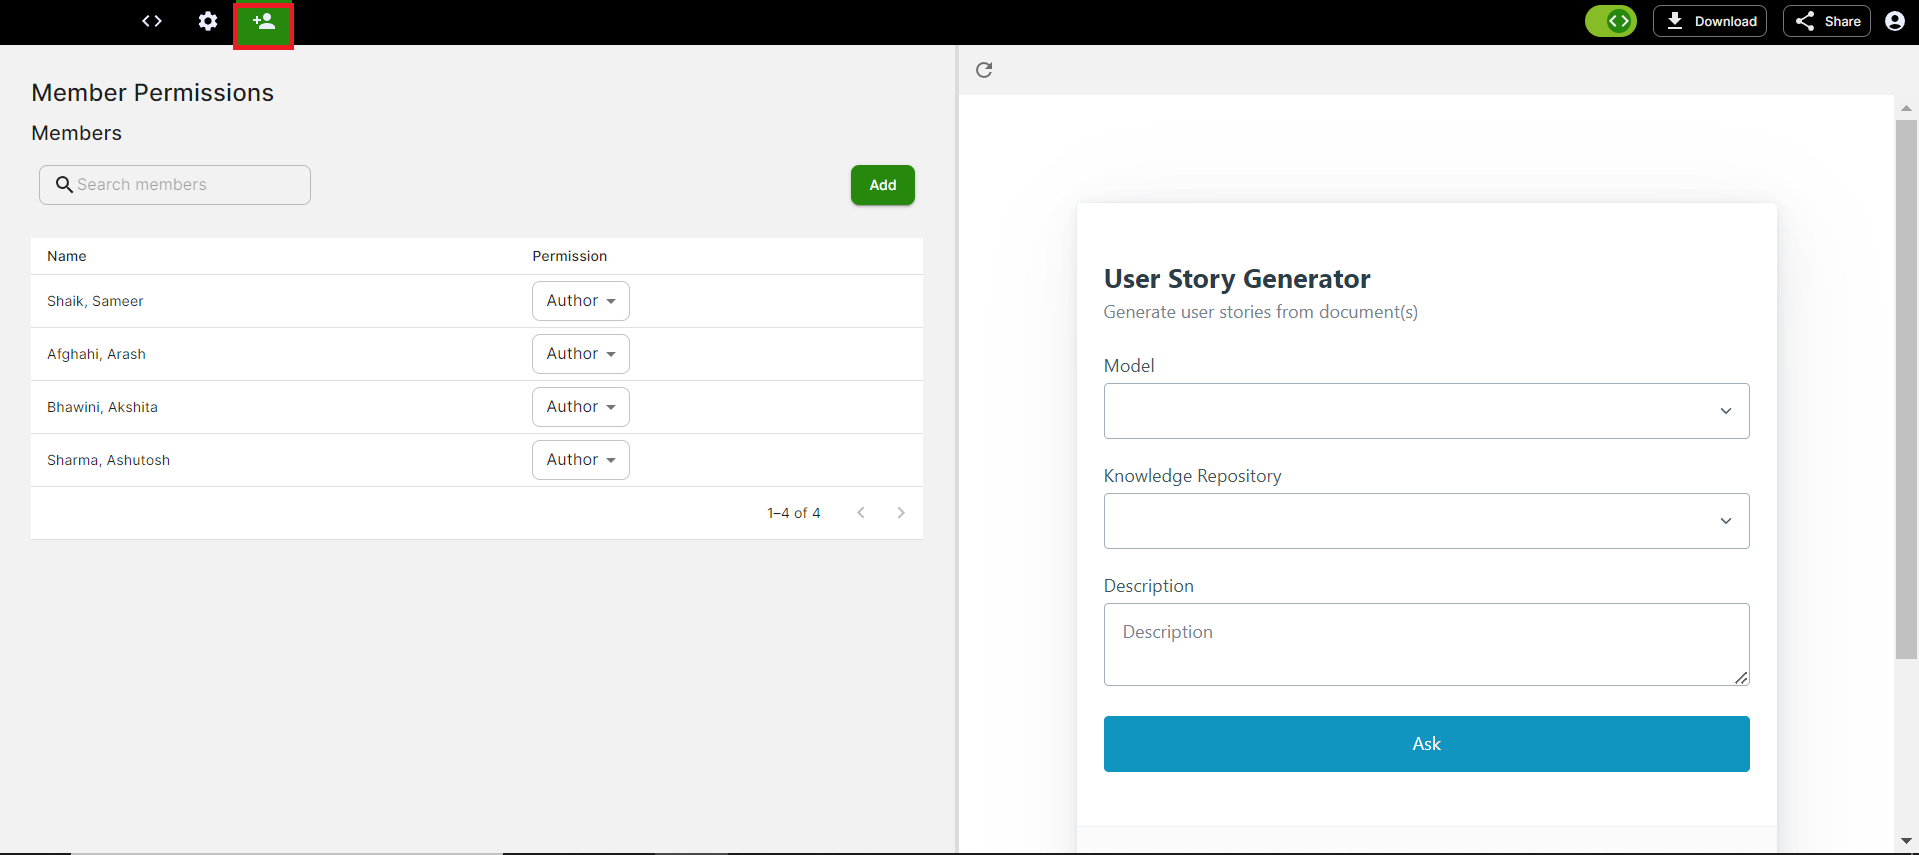 Download
Share
Member Permissions
Members
Search members
Add
Name Permission
Shaik, Sameer Author
Afghahi, Arash Author
Bhawini, Akshita Author
Sharma, Ashutosh Author
1–4 of 4
User Story Generator
Generate user stories from document(s)
Model
Knowledge Repository
Description
Description
Ask